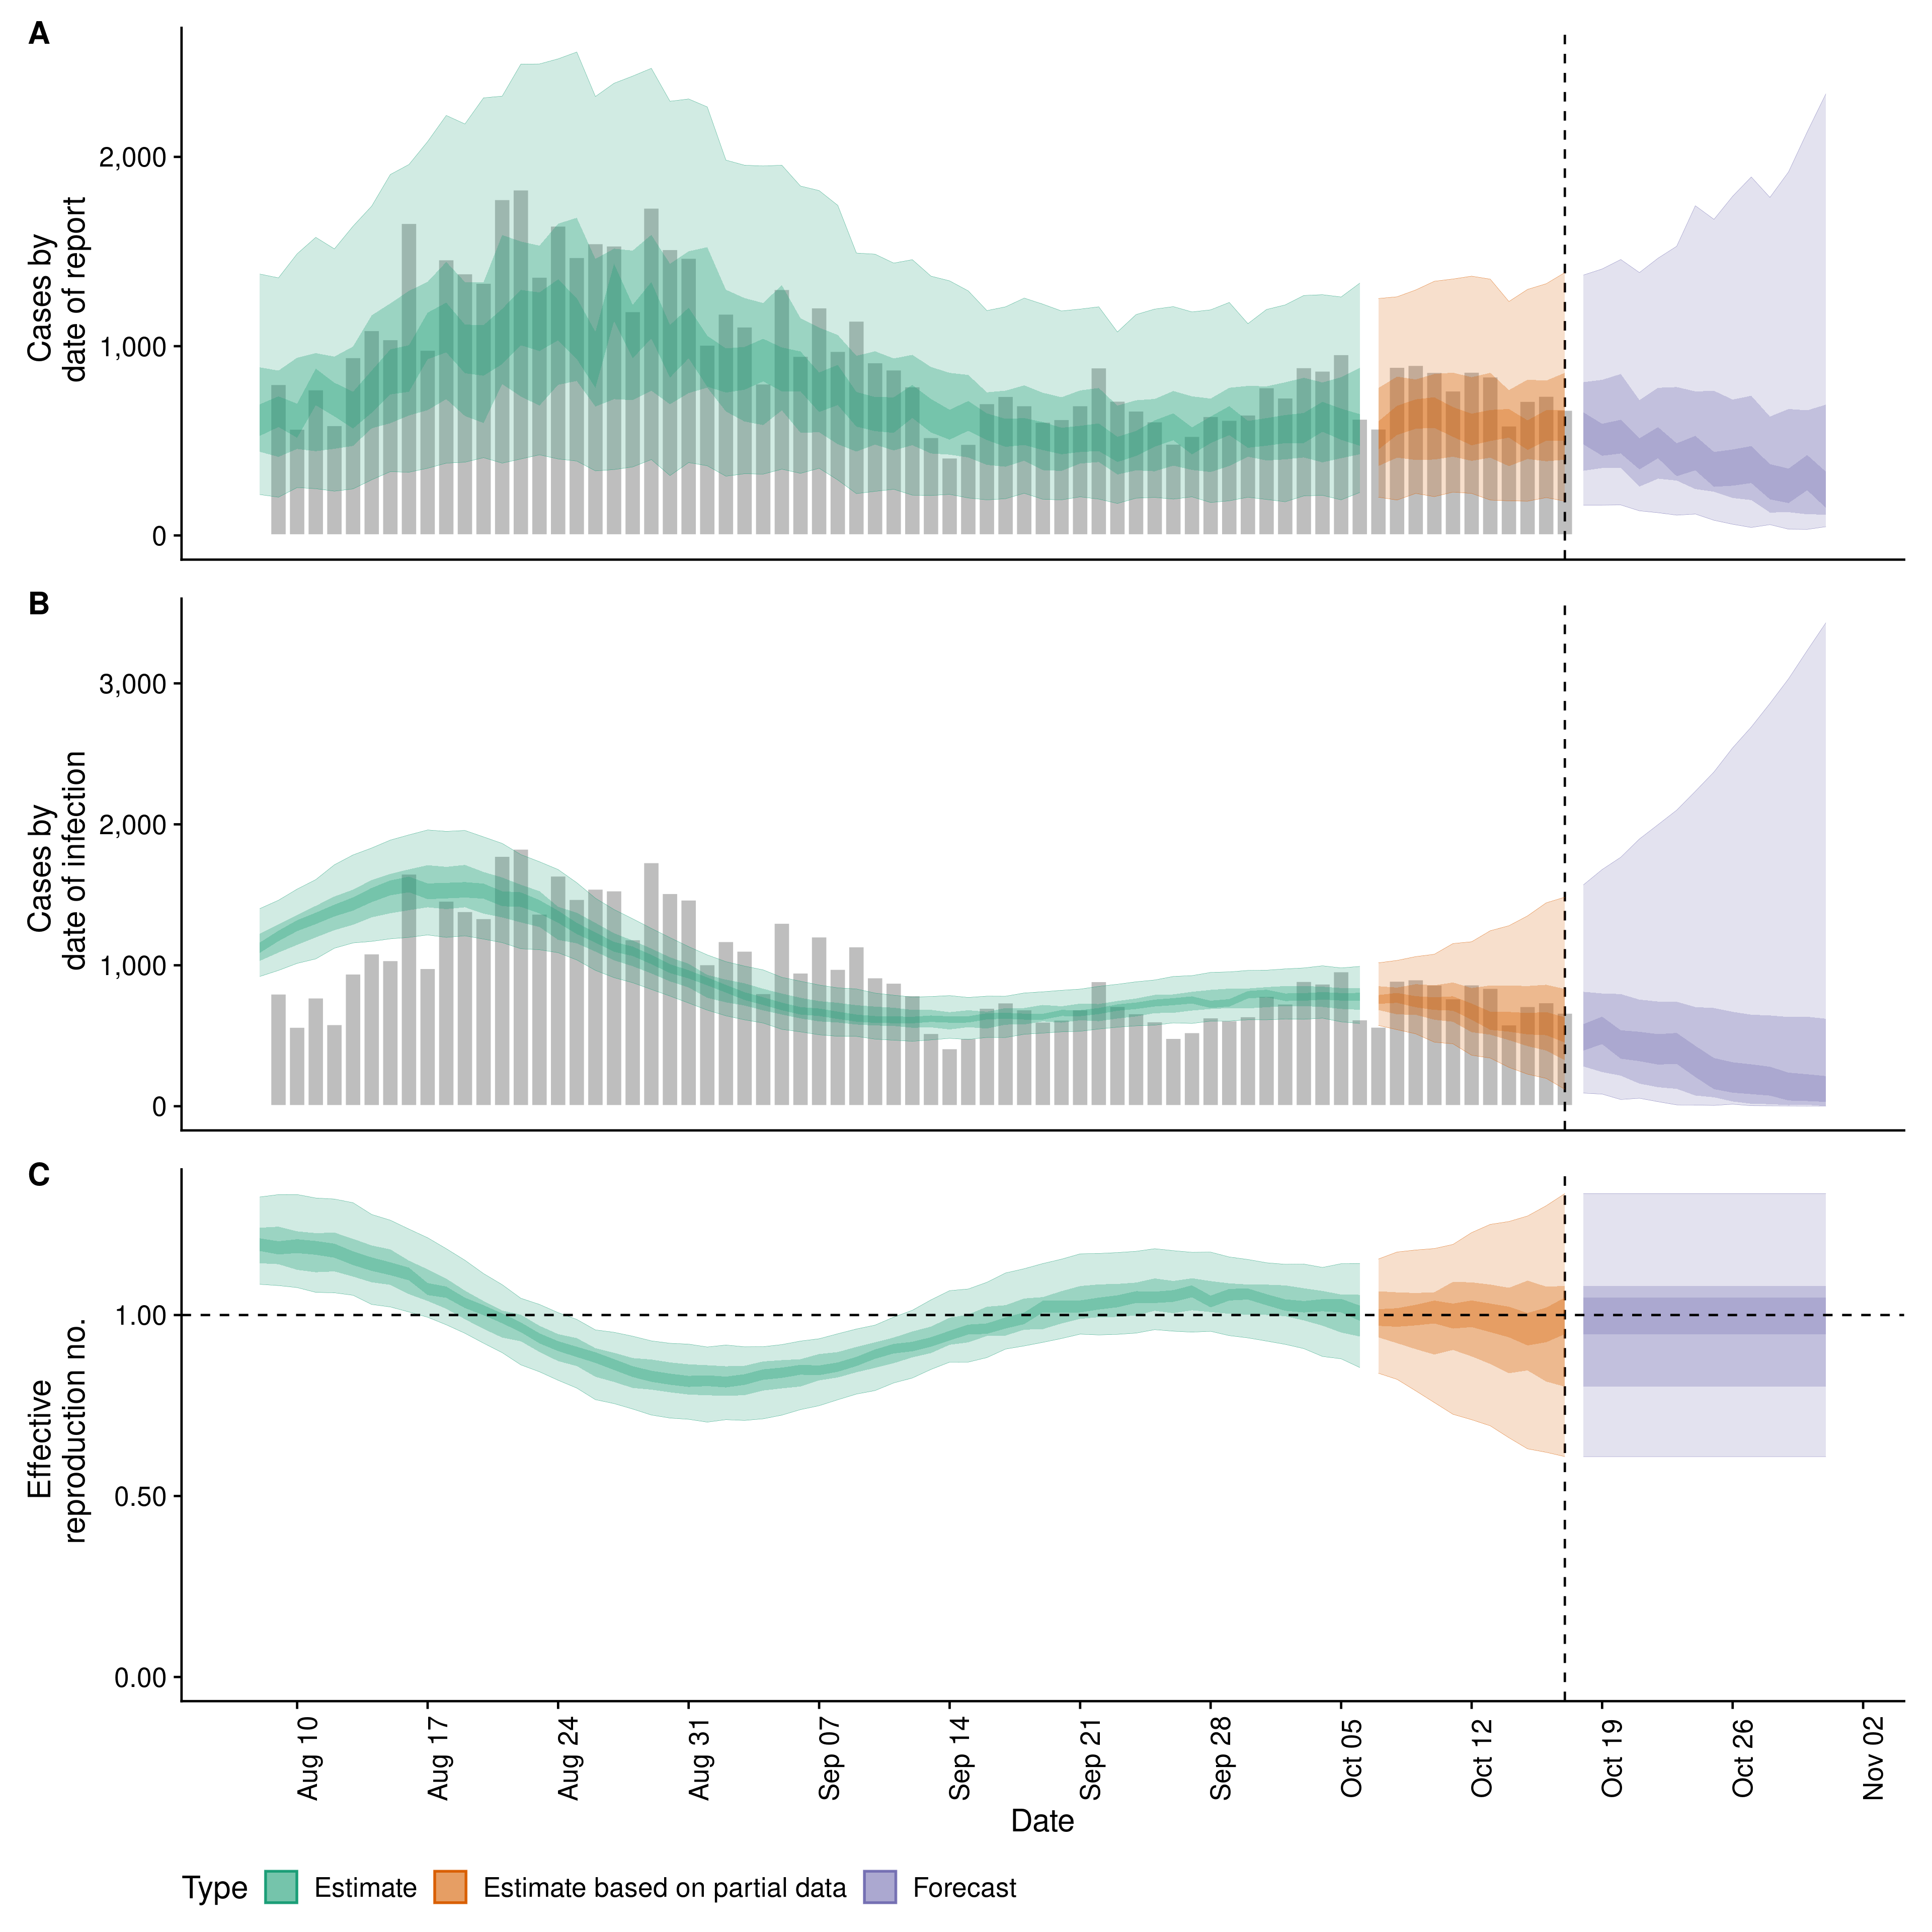 A
Cases by
date of report
2,000
1,000
0
B
Cases by
date of infection
3,000
2,000
1,000
0
C
Effective
reproduction no.
1.00
0.50
0.00
Aug 10
Aug 17
Aug 24
Aug 31
Sep 07
Sep 14
Sep 21
Sep 28
Oct 05
Oct 12
Oct 19
Oct 26
Nov 02
Date
Type
Estimate
Estimate based on partial data
Forecast